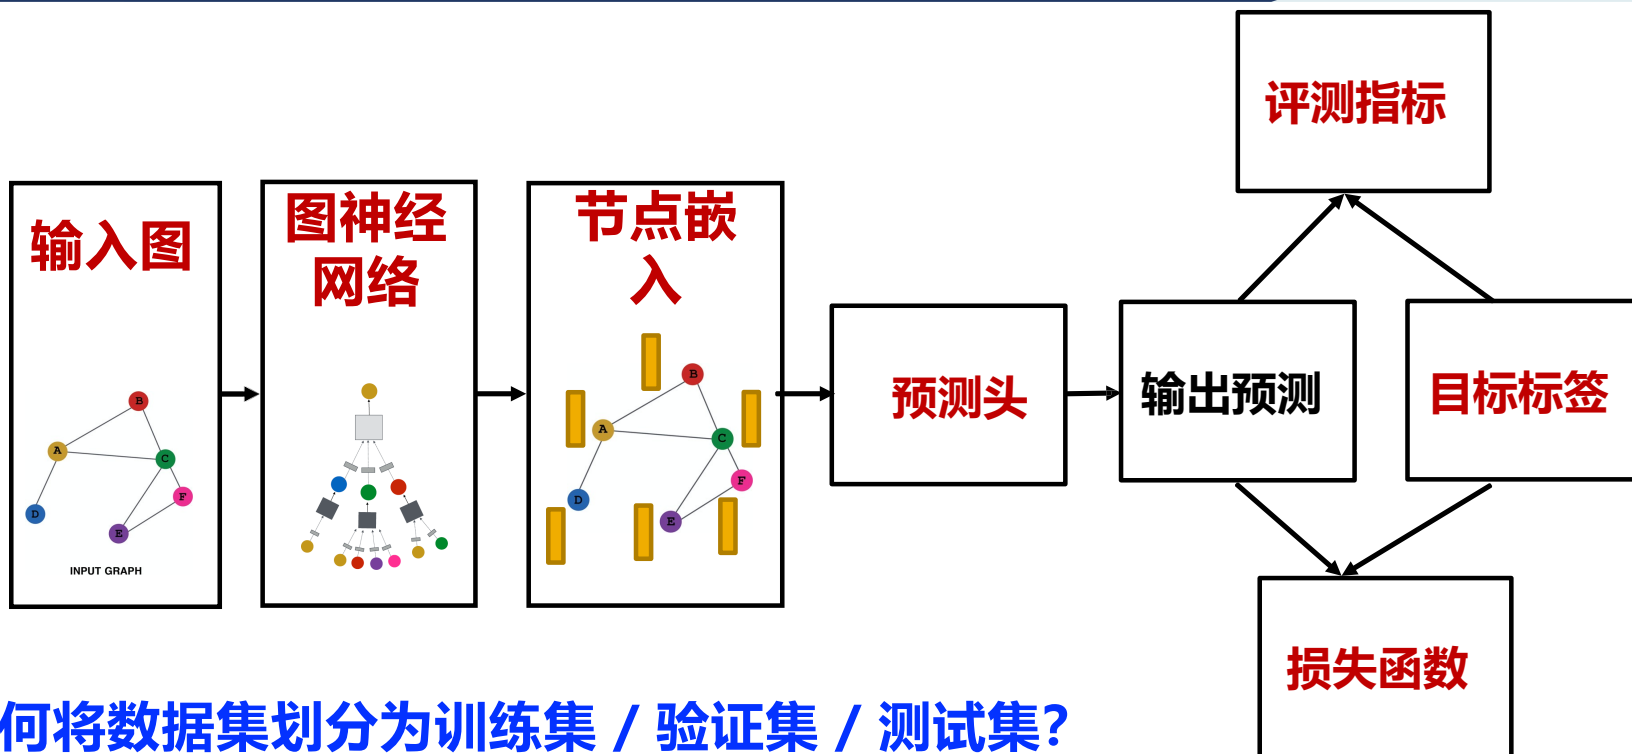 评测指标
输入图
图神经
网络
节点嵌
入
预测头
输出预测
目标标签
B
A
C
F
D
E
INPUT GRAPH
B
A
C
F
D
E
损失函数
何将数据集划分为训练集 / 验证集 / 测试集?